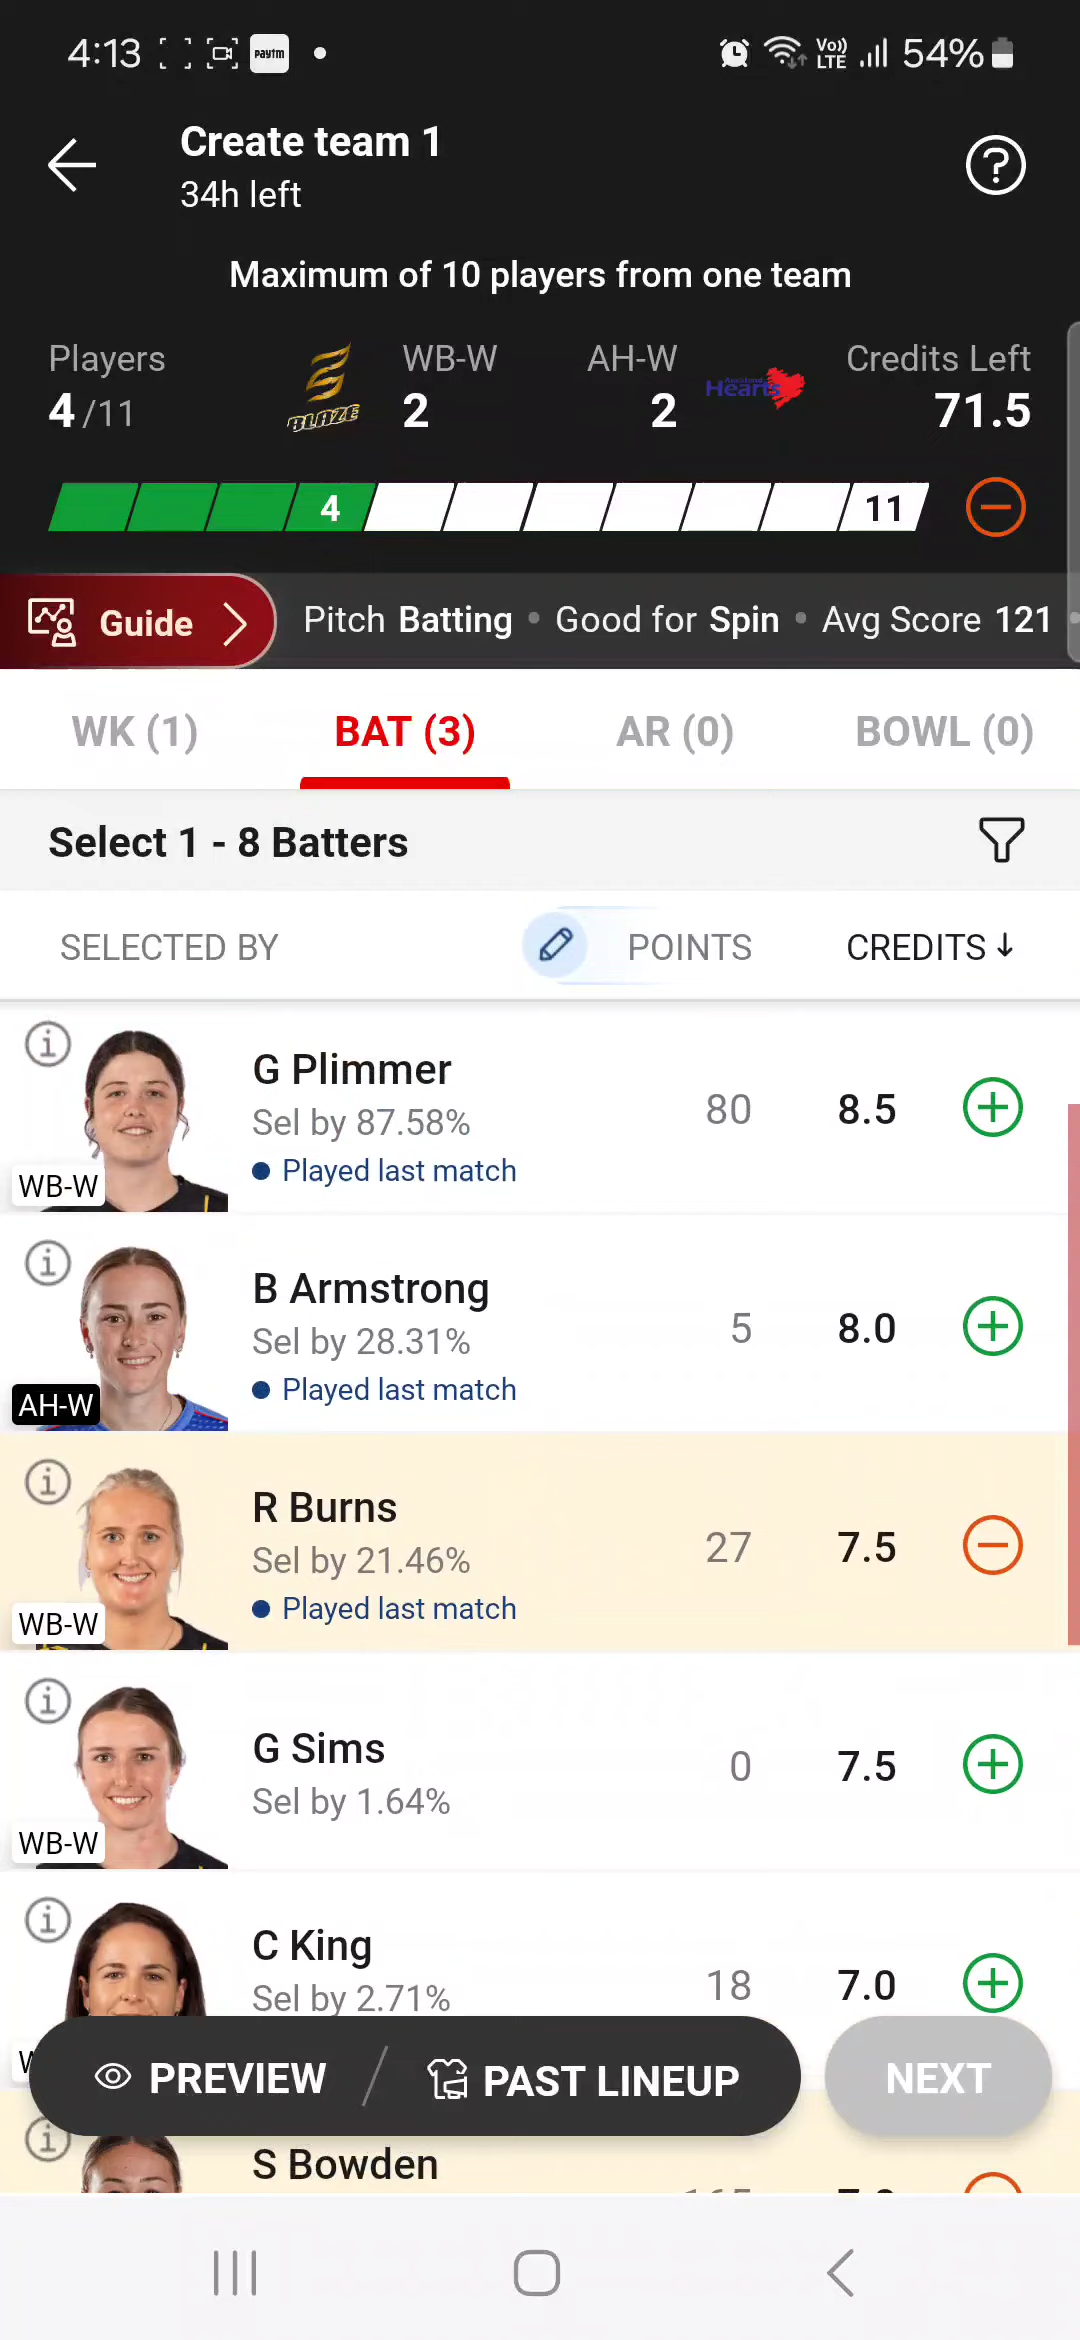 4:13 paytm Vo)) LTE 54%
Create team 1
34h left
Maximum of 10 players from one team
Players WB-W AH-W Credits Left
4/11 BLAZE 2 2 Hearts 71.5
4 11
Guide Pitch Batting • Good for Spin • Avg Score 121
WK (1) BAT (3) AR (0) BOWL (0)
Select 1 - 8 Batters
SELECTED BY POINTS CREDITS ↓
G Plimmer
Sel by 87.58% 80 8.5
• Played last match
WB-W
B Armstrong
Sel by 28.31% 5 8.0
• Played last match
AH-W
R Burns
Sel by 21.46% 27 7.5
• Played last match
WB-W
G Sims
Sel by 1.64% 0 7.5
WB-W
C King
Sel by 2.71% 18 7.0
PREVIEW / PAST LINEUP NEXT
S Bowden